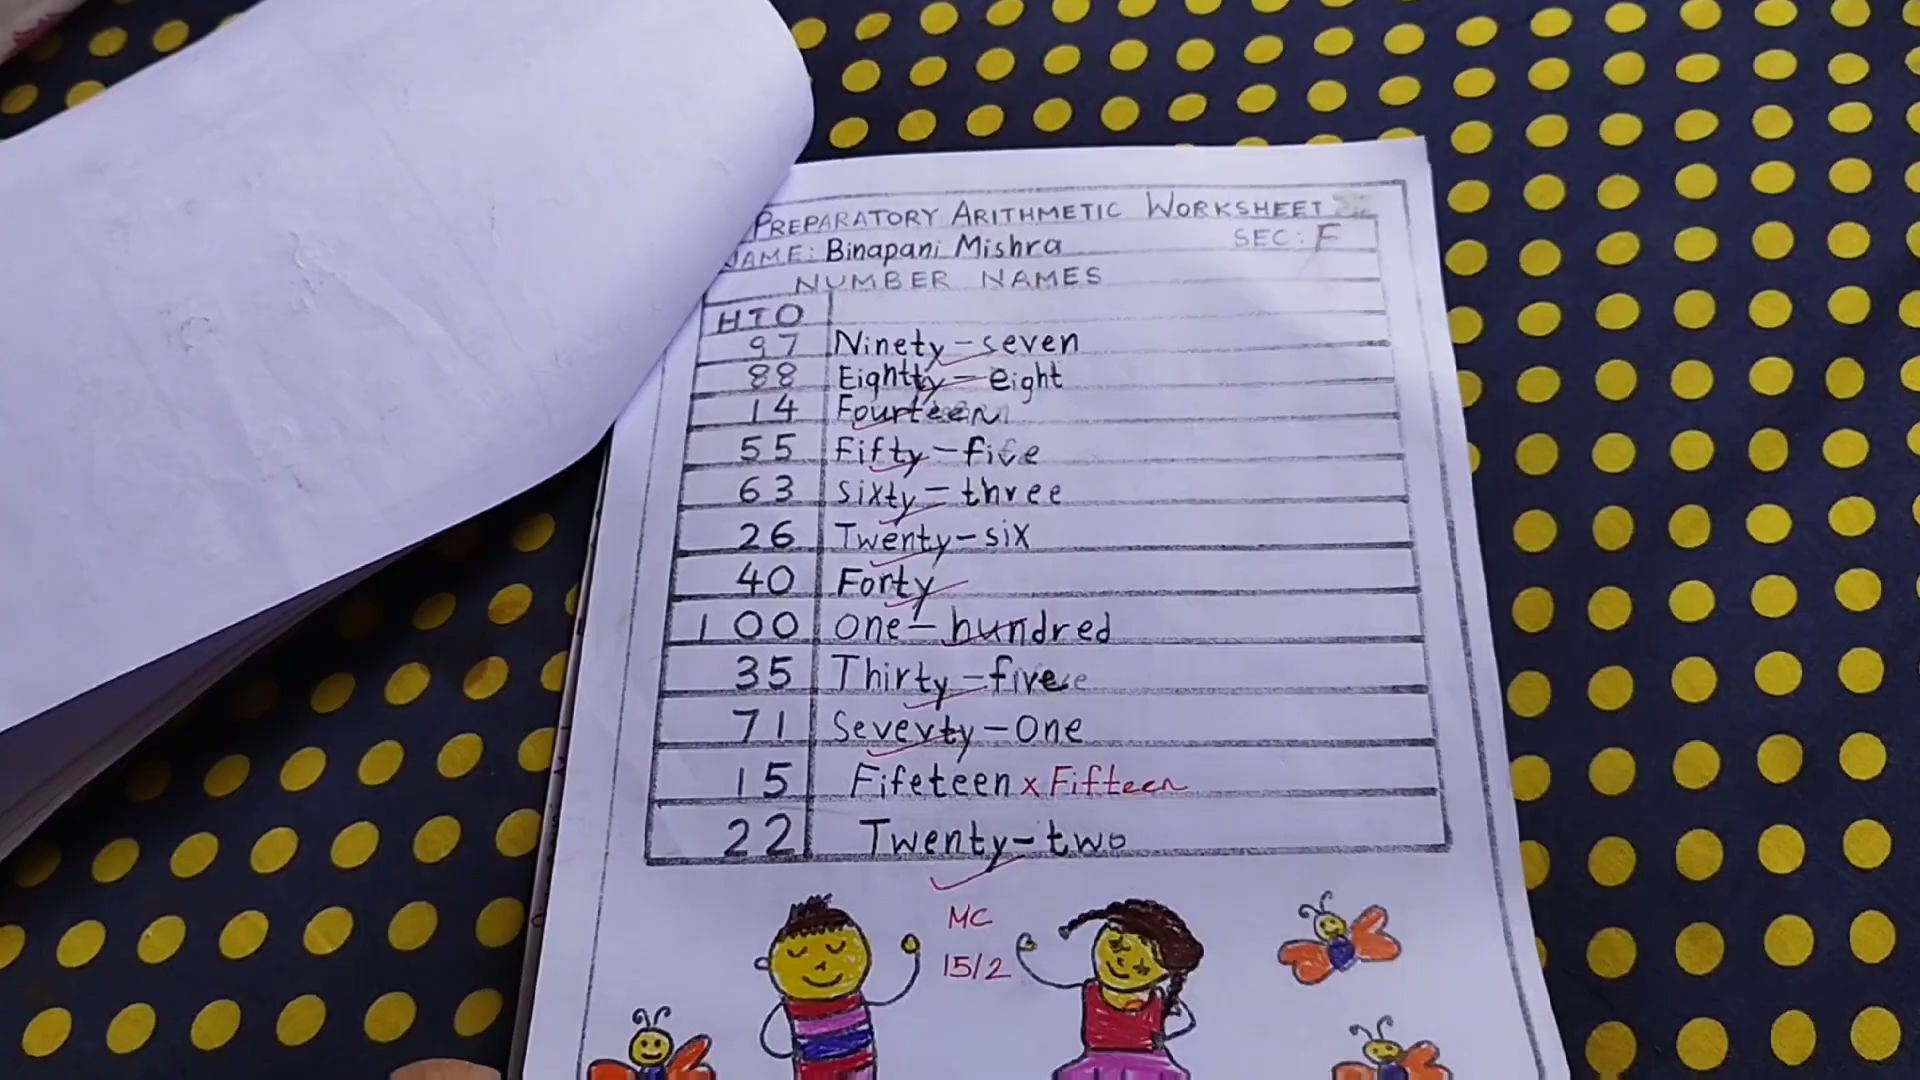 PREPARATORY ARITHMETIC WORKSHEET
NAME: Binapani Mishra SEC: F
NUMBER NAMES
HTO
97 Ninety-seven
88 Eightty-eight
14 Fourteen
55 Fifty-five
63 sixty-three
26 Twenty-six
40 Forty
100 one-hundred
35 Thirty-five
71 Sevevty-one
15 Fifeteen x Fifteen
22 Twenty-two
MC
15/2